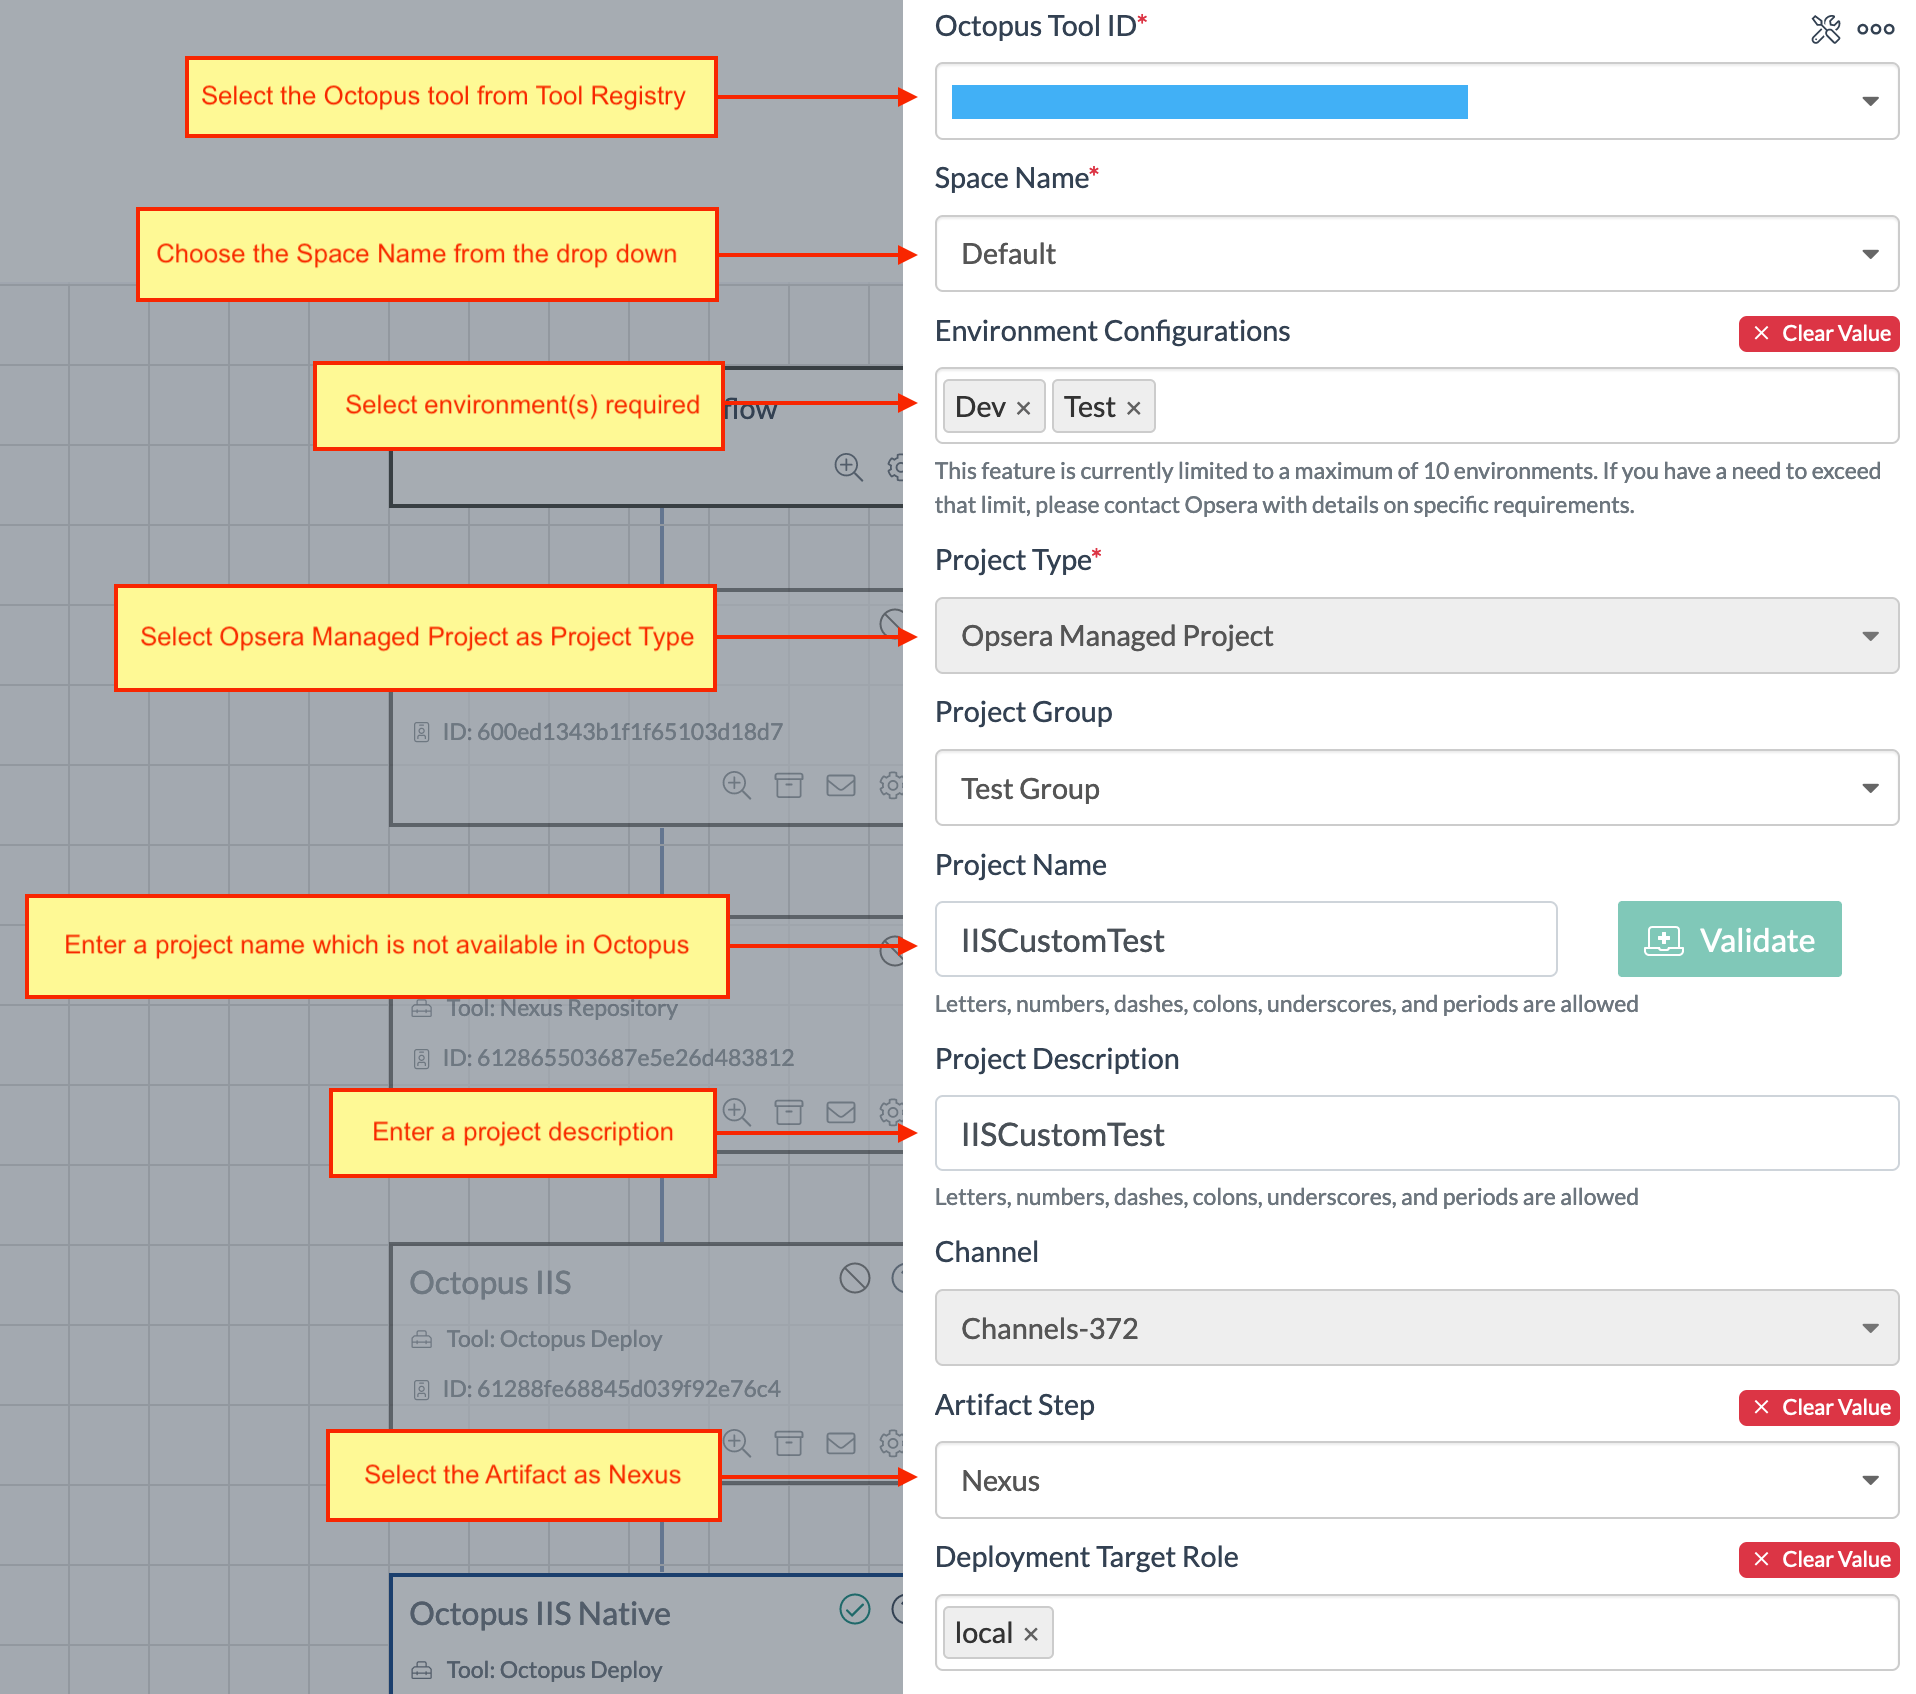 Octopus Tool ID*
Select the Octopus tool from Tool Registry
Space Name*
Choose the Space Name from the drop down
Default
Environment Configurations
Clear Value
Select environment(s) required
flow
Dev ×
Test ×
This feature is currently limited to a maximum of 10 environments. If you have a need to exceed
that limit, please contact Opsera with details on specific requirements.
Project Type*
Select Opsera Managed Project as Project Type
Opsera Managed Project
Project Group
ID: 600ed1343b1f1f65103d18d7
Test Group
Project Name
Enter a project name which is not available in Octopus
IISCustomTest
Validate
Letters, numbers, dashes, colons, underscores, and periods are allowed
Tool: Nexus Repository
ID: 612865503687e5e26d483812
Project Description
Enter a project description
IISCustomTest
Letters, numbers, dashes, colons, underscores, and periods are allowed
Channel
Octopus IIS
Tool: Octopus Deploy
Channels-372
ID: 61288fe68845d039f92e76c4
Artifact Step
Clear Value
Select the Artifact as Nexus
Nexus
Deployment Target Role
Clear Value
Octopus IIS Native
local ×
Tool: Octopus Deploy